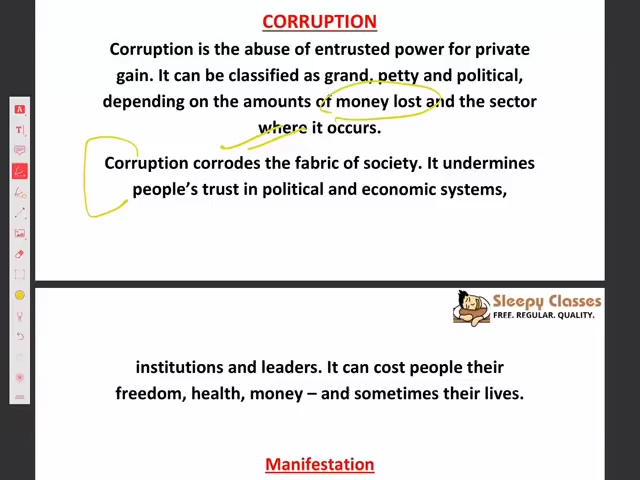 CORRUPTION
Corruption is the abuse of entrusted power for private
gain. It can be classified as grand, petty and political,
depending on the amounts of money lost and the sector
where it occurs.
Corruption corrodes the fabric of society. It undermines
people’s trust in political and economic systems,
Sleepy Classes
FREE. REGULAR. QUALITY.
institutions and leaders. It can cost people their
freedom, health, money – and sometimes their lives.
Manifestation